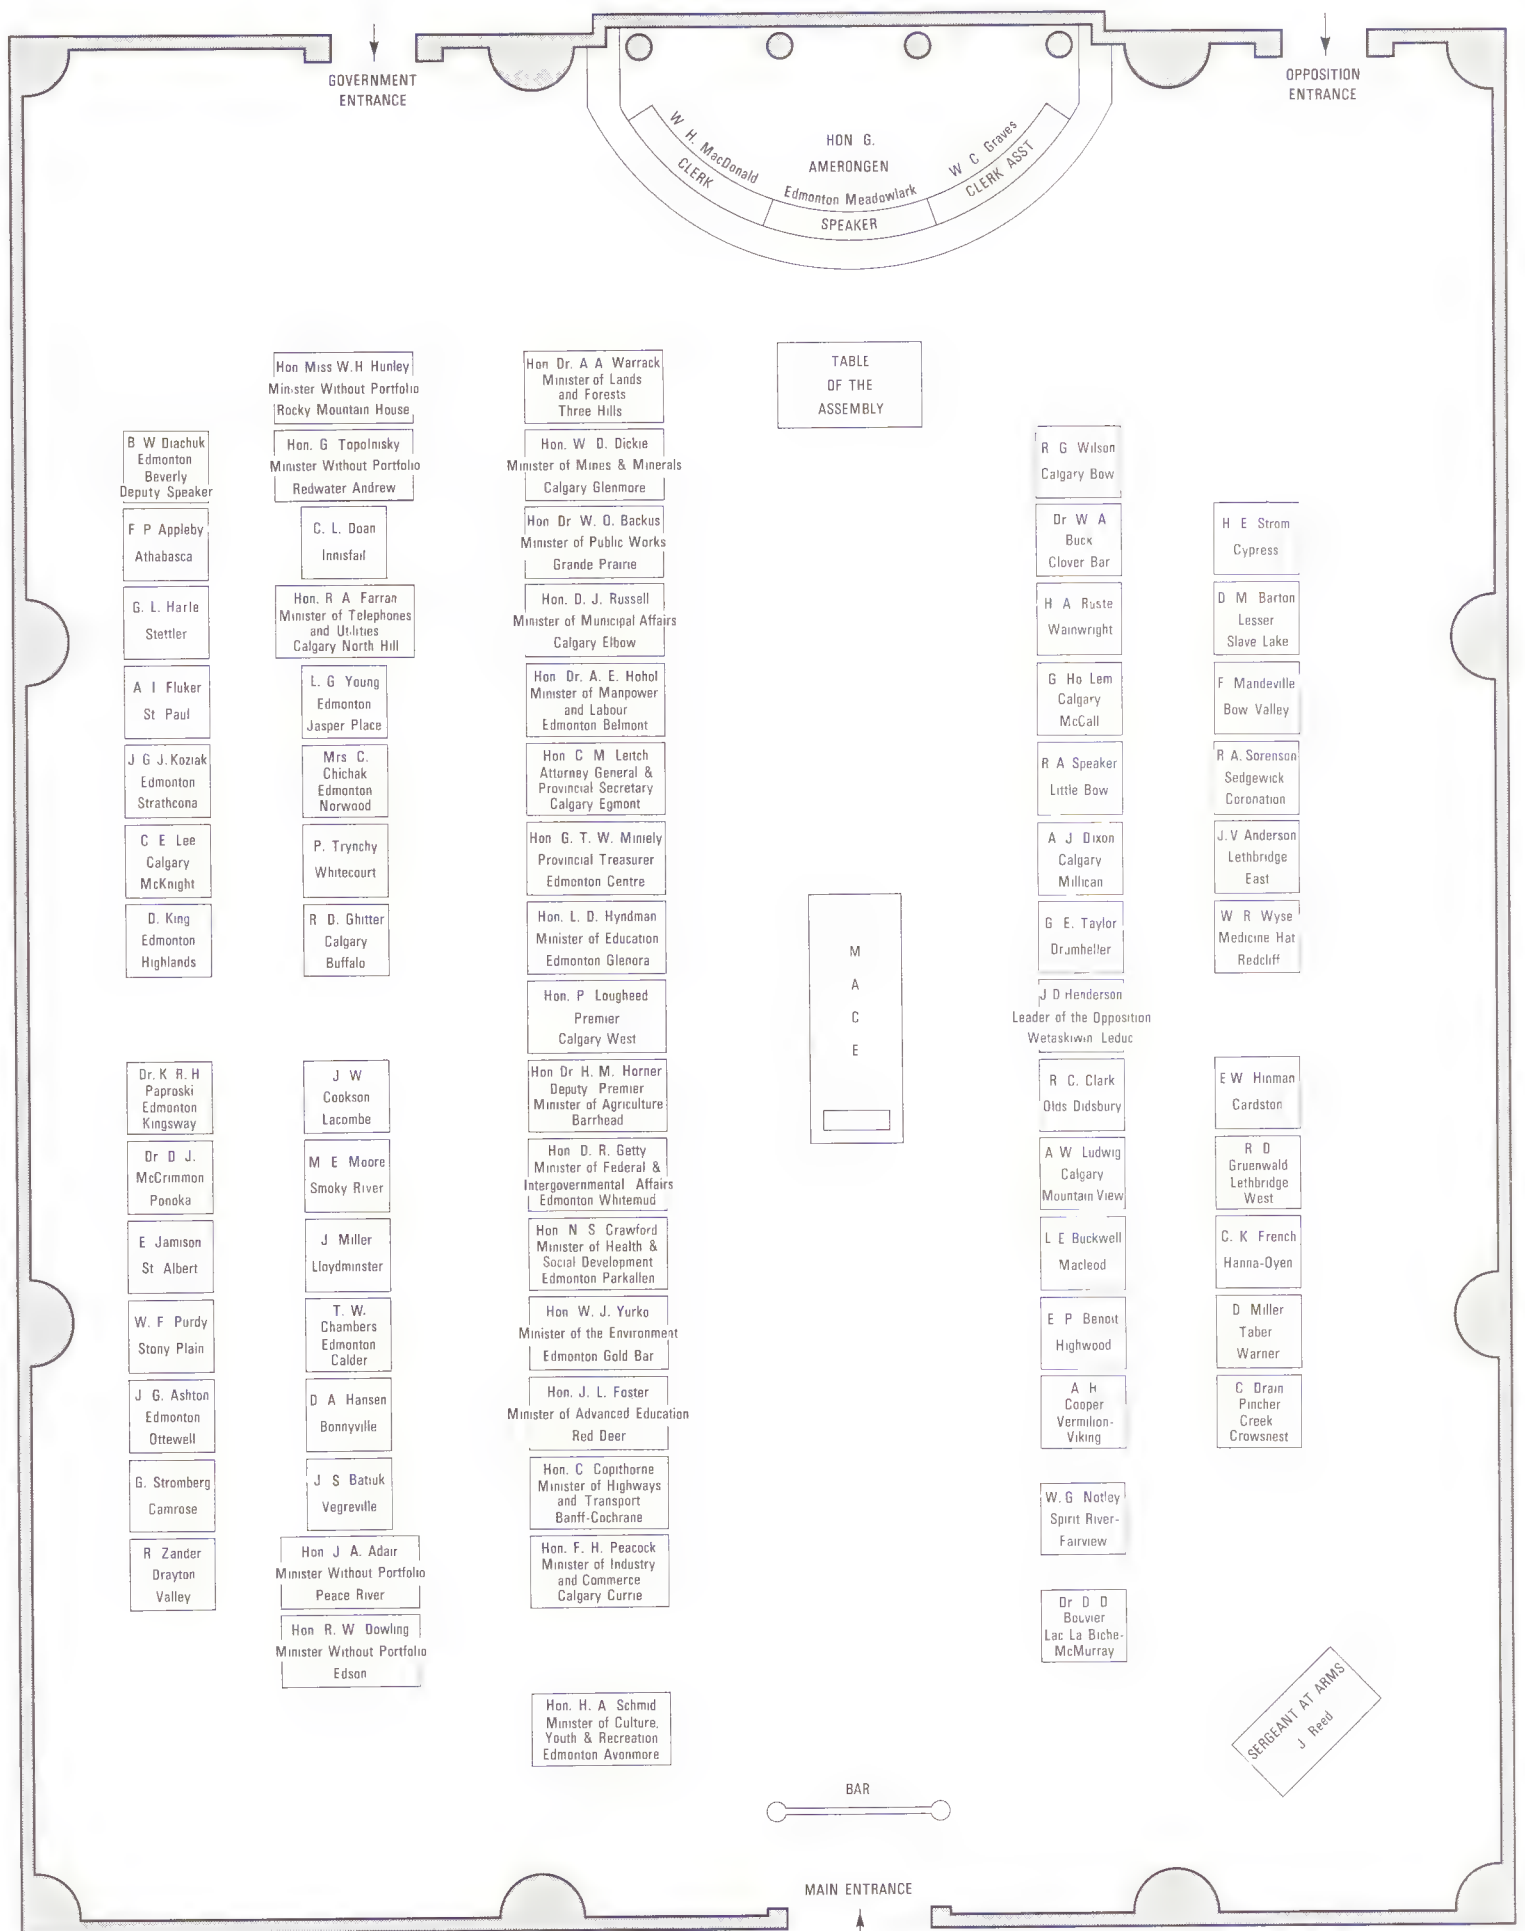 GOVERNMENT
ENTRANCE
OPPOSITION
ENTRANCE
W H. MacDonald
CLERK
HON G.
AMERONGEN
Edmonton Meadowlark
SPEAKER
W C Graves
CLERK ASST
TABLE
OF THE
ASSEMBLY
B W Diachuk
Edmonton
Beverly
Deputy Speaker
F P Appleby
Athabasca
G. L. Harle
Stettler
A I Fluker
St Paul
J G J. Koziak
Edmonton
Strathcona
C E Lee
Calgary
McKnight
D. King
Edmonton
Highlands
Dr. K R. H
Paproski
Edmonton
Kingsway
Dr D J.
McCrimmon
Ponoka
E Jamison
St Albert
W. F Purdy
Stony Plain
J G. Ashton
Edmonton
Ottewell
G. Stromberg
Camrose
R Zander
Drayton
Valley
Hon Miss W.H Hunley
Minister Without Portfolio
Rocky Mountain House
Hon. G Topolnisky
Minister Without Portfolio
Redwater Andrew
C. L. Doan
Innisfail
Hon. R A Farran
Minister of Telephones
and Utilities
Calgary North Hill
L. G Young
Edmonton
Jasper Place
Mrs C.
Chichak
Edmonton
Norwood
P. Trynchy
Whitecourt
R D. Ghitter
Calgary
Buffalo
J W
Cookson
Lacombe
M E Moore
Smoky River
J Miller
Lloydminster
T. W.
Chambers
Edmonton
Calder
D A Hansen
Bonnyville
J S Batiuk
Vegreville
Hon J A. Adair
Minister Without Portfolio
Peace River
Hon R. W Dowling
Minister Without Portfolio
Edson
Hon Dr. A A Warrack
Minister of Lands
and Forests
Three Hills
Hon. W D. Dickie
Minister of Mines & Minerals
Calgary Glenmore
Hon Dr W. O. Backus
Minister of Public Works
Grande Prairie
Hon. D. J. Russell
Minister of Municipal Affairs
Calgary Elbow
Hon Dr. A. E. Hohol
Minister of Manpower
and Labour
Edmonton Belmont
Hon C M Leitch
Attorney General &
Provincial Secretary
Calgary Egmont
Hon G. T. W. Miniely
Provincial Treasurer
Edmonton Centre
Hon. L. D. Hyndman
Minister of Education
Edmonton Glenora
Hon. P Lougheed
Premier
Calgary West
Hon Dr H. M. Horner
Deputy Premier
Minister of Agriculture
Barrhead
Hon D. R. Getty
Minister of Federal &
Intergovernmental Affairs
Edmonton Whitemud
Hon N S Crawford
Minister of Health &
Social Development
Edmonton Parkallen
Hon W. J. Yurko
Minister of the Environment
Edmonton Gold Bar
Hon. J. L. Foster
Minister of Advanced Education
Red Deer
Hon. C Copithorne
Minister of Highways
and Transport
Banff-Cochrane
Hon. F. H. Peacock
Minister of Industry
and Commerce
Calgary Currie
Hon. H. A Schmid
Minister of Culture,
Youth & Recreation
Edmonton Avonmore
M
A
C
E
R G Wilson
Calgary Bow
Dr W A
Buck
Clover Bar
H A Ruste
Wainwright
G Ho Lem
Calgary
McCall
R A Speaker
Little Bow
A J Dixon
Calgary
Millican
G E. Taylor
Drumheller
J D Henderson
Leader of the Opposition
Wetaskiwin Leduc
R C. Clark
Olds Didsbury
A W Ludwig
Calgary
Mountain View
L E Buckwell
Macleod
E P Benoit
Highwood
A H
Cooper
Vermilion-
Viking
W. G Notley
Spirit River-
Fairview
Dr D D
Bouvier
Lac La Biche-
McMurray
H E Strom
Cypress
D M Barton
Lesser
Slave Lake
F Mandeville
Bow Valley
R A. Sorenson
Sedgewick
Coronation
J. V Anderson
Lethbridge
East
W R Wyse
Medicine Hat
Redcliff
E W Hinman
Cardston
R D
Gruenwald
Lethbridge
West
C. K French
Hanna-Oyen
D Miller
Taber
Warner
C Drain
Pincher
Creek
Crowsnest
SERGEANT AT ARMS
J Reed
BAR
MAIN ENTRANCE